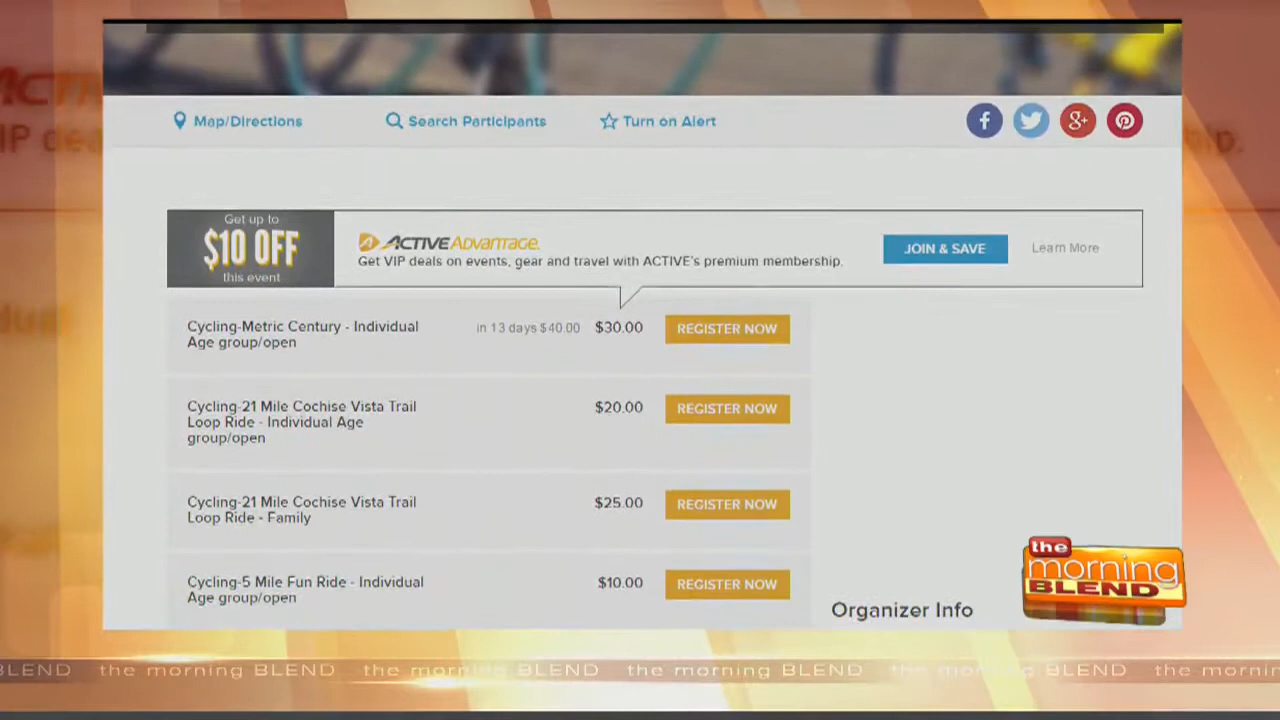 Map/Directions
Search Participants
Turn on Alert
f
g+
Get up to
$10 OFF
this event
ACTIVE Advantage.
Get VIP deals on events, gear and travel with ACTIVE's premium membership.
JOIN & SAVE
Learn More
Cycling-Metric Century - Individual
Age group/open
in 13 days $40.00
$30.00
REGISTER NOW
Cycling-21 Mile Cochise Vista Trail
Loop Ride - Individual Age
group/open
$20.00
REGISTER NOW
Cycling-21 Mile Cochise Vista Trail
Loop Ride - Family
$25.00
REGISTER NOW
Cycling-5 Mile Fun Ride - Individual
Age group/open
$10.00
REGISTER NOW
Organizer Info
the
morning
BLEND
BLEND the morning BLEND the morning BLEND the morning BLEND the morning BLEND the morning